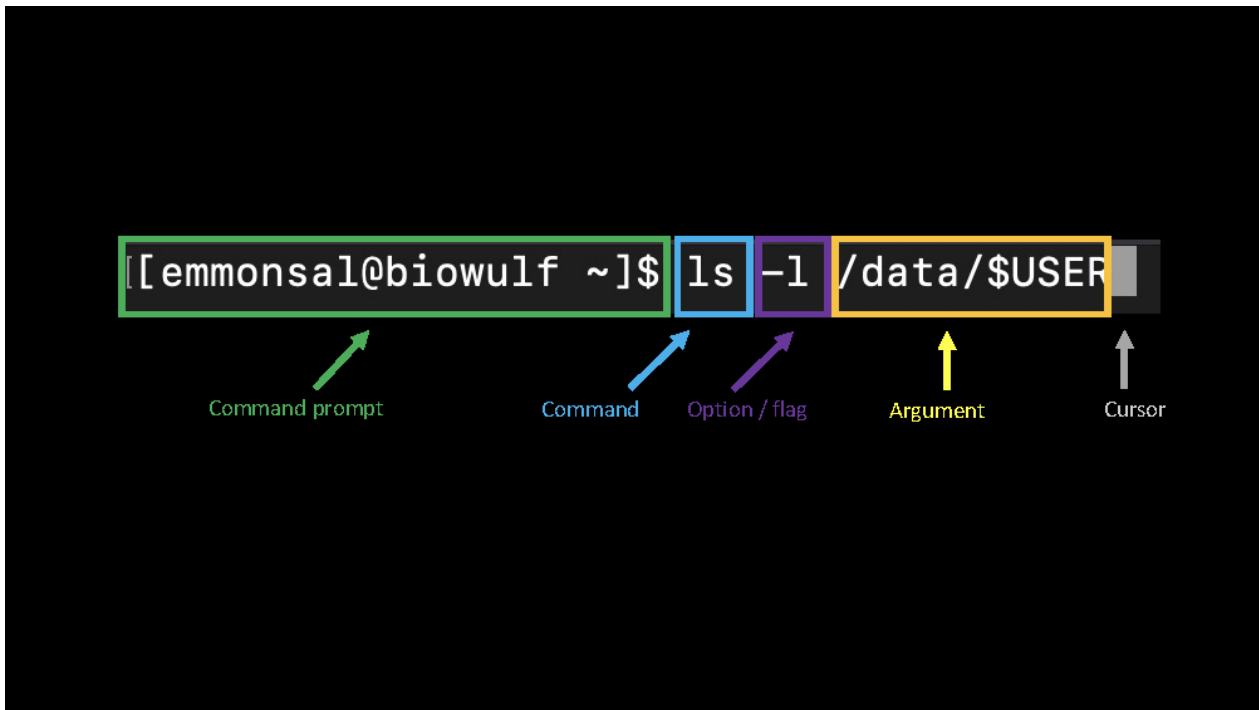 [[emmonsal@biowulf ~]$ ls -l /data/$USER
Command prompt Command Option / flag Argument Cursor